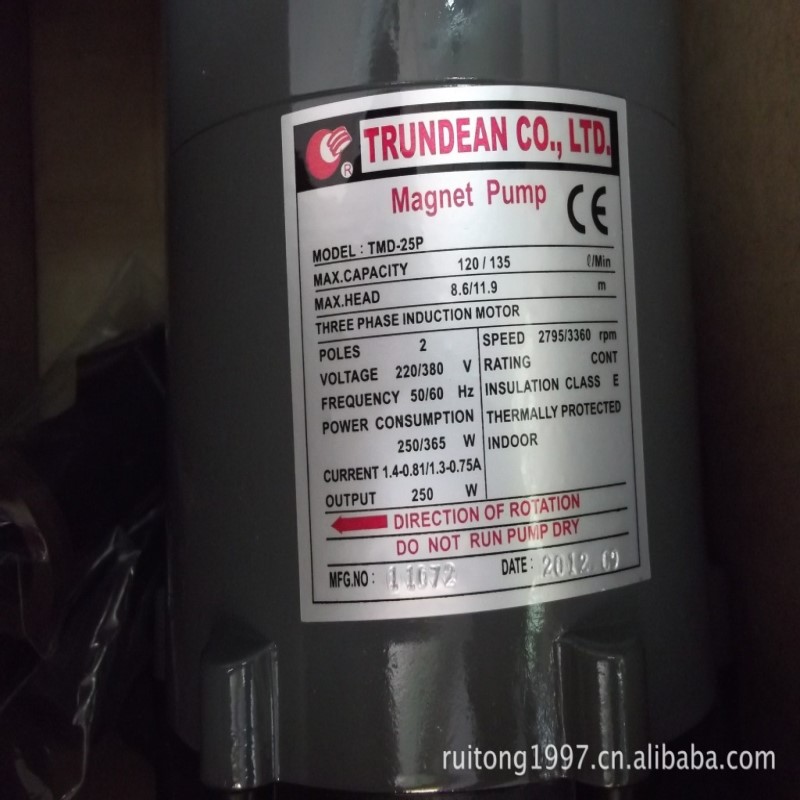 TRUNDEAN CO., LTD.
®
Magnet Pump CE
MODEL : TMD-25P
MAX.CAPACITY 120 / 135 ℓ/Min
MAX.HEAD 8.6/11.9 m
THREE PHASE INDUCTION MOTOR
POLES 2
VOLTAGE 220/380 V
FREQUENCY 50/60 Hz
POWER CONSUMPTION
250/365 W
CURRENT 1.4-0.81/1.3-0.75A
OUTPUT 250 W
SPEED 2795/3360 rpm
RATING CONT
INSULATION CLASS E
THERMALLY PROTECTED
INDOOR
DIRECTION OF ROTATION
DO NOT RUN PUMP DRY
MFG.NO : 11672 DATE : 2012.09
ruitong1997.cn.alibaba.com